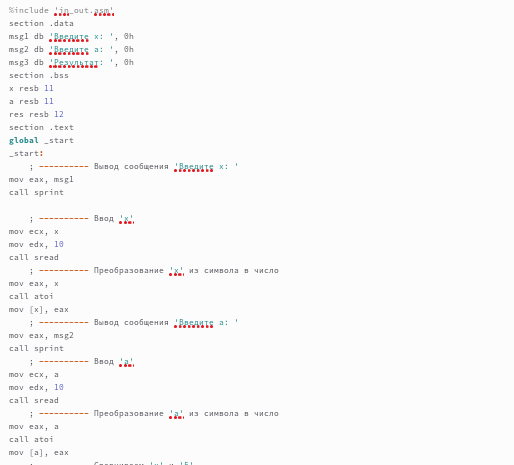 %include 'in_out.asm'
section .data
msg1 db 'Введите x: ', 0h
msg2 db 'Введите a: ', 0h
msg3 db 'Результат: ', 0h
section .bss
x resb 11
a resb 11
res resb 12
section .text
global _start
_start:
; ---------- Вывод сообщения 'Введите x: '
mov eax, msg1
call sprint
; ---------- Ввод 'x'
mov ecx, x
mov edx, 10
call sread
; ---------- Преобразование 'x' из символа в число
mov eax, x
call atoi
mov [x], eax
; ---------- Вывод сообщения 'Введите a: '
mov eax, msg2
call sprint
; ---------- Ввод 'a'
mov ecx, a
mov edx, 10
call sread
; ---------- Преобразование 'a' из символа в число
mov eax, a
call atoi
mov [a], eax